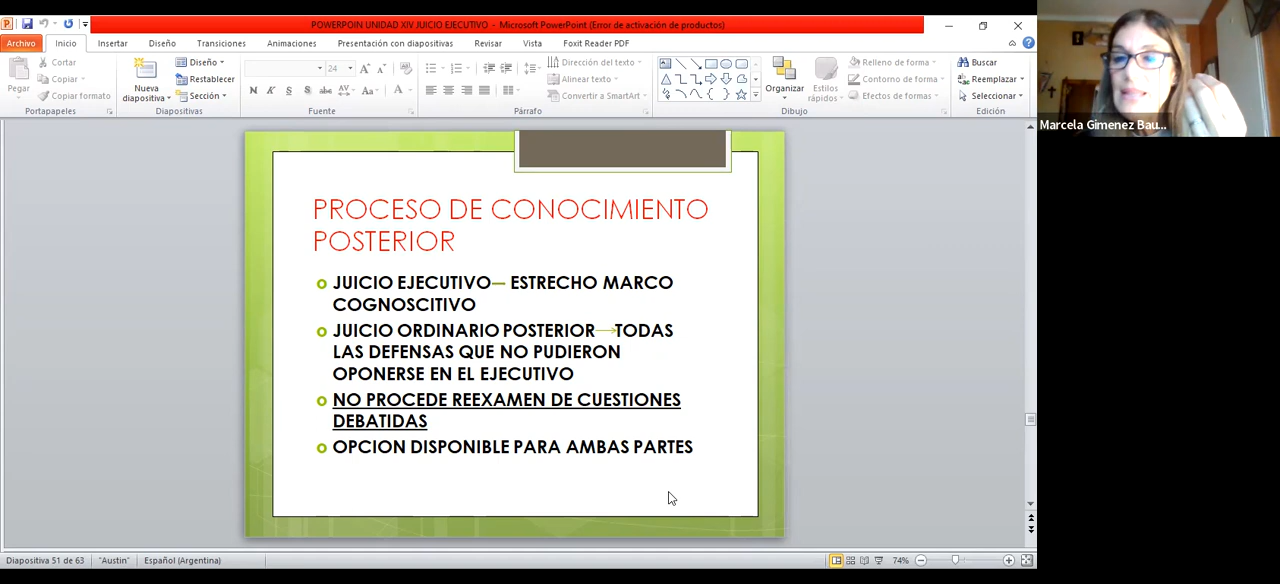 POWERPOIN UNIDAD XIV JUICIO EJECUTIVO - Microsoft PowerPoint (Error de activación de productos)
Archivo Inicio Insertar Diseño Transiciones Animaciones Presentación con diapositivas Revisar Vista Foxit Reader PDF
Pegar
Cortar
Copiar
Copiar formato
Portapapeles
Nueva
diapositiva
Diseño
Restablecer
Sección
Diapositivas
24
N K S S abc AV Aa A
Fuente
Párrafo
Dirección del texto
Alinear texto
Convertir a SmartArt
Organizar
Estilos
rápidos
Relleno de forma
Contorno de forma
Efectos de formas
Dibujo
Buscar
Reemplazar
Seleccionar
Edición
Marcela Gimenez Bau...
PROCESO DE CONOCIMIENTO
POSTERIOR
JUICIO EJECUTIVO— ESTRECHO MARCO
COGNOSCITIVO
JUICIO ORDINARIO POSTERIOR→TODAS
LAS DEFENSAS QUE NO PUDIERON
OPONERSE EN EL EJECUTIVO
NO PROCEDE REEXAMEN DE CUESTIONES
DEBATIDAS
OPCION DISPONIBLE PARA AMBAS PARTES
Diapositiva 51 de 63 "Austin" Español (Argentina) 74%